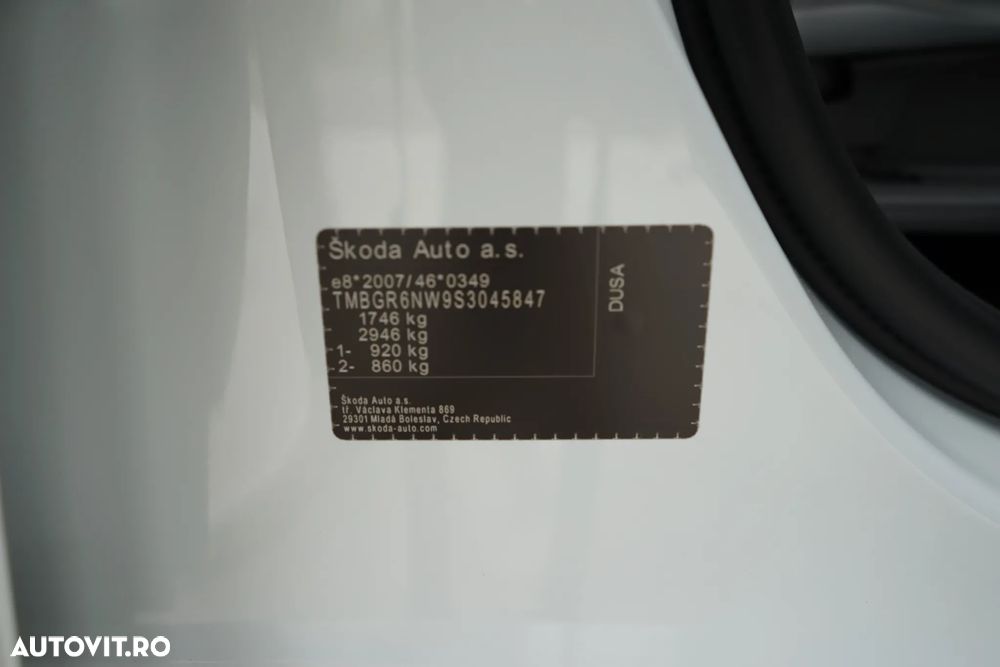 Škoda Auto a.s.
e8*2007/46*0349
TMBGR6NW9S3045847
1746 kg
2946 kg
1- 920 kg
2- 860 kg
DUSA
Škoda Auto a.s.
tř. Václava Klementa 869
29301 Mladá Boleslav, Czech Republic
www.skoda-auto.com
AUTOVIT.RO